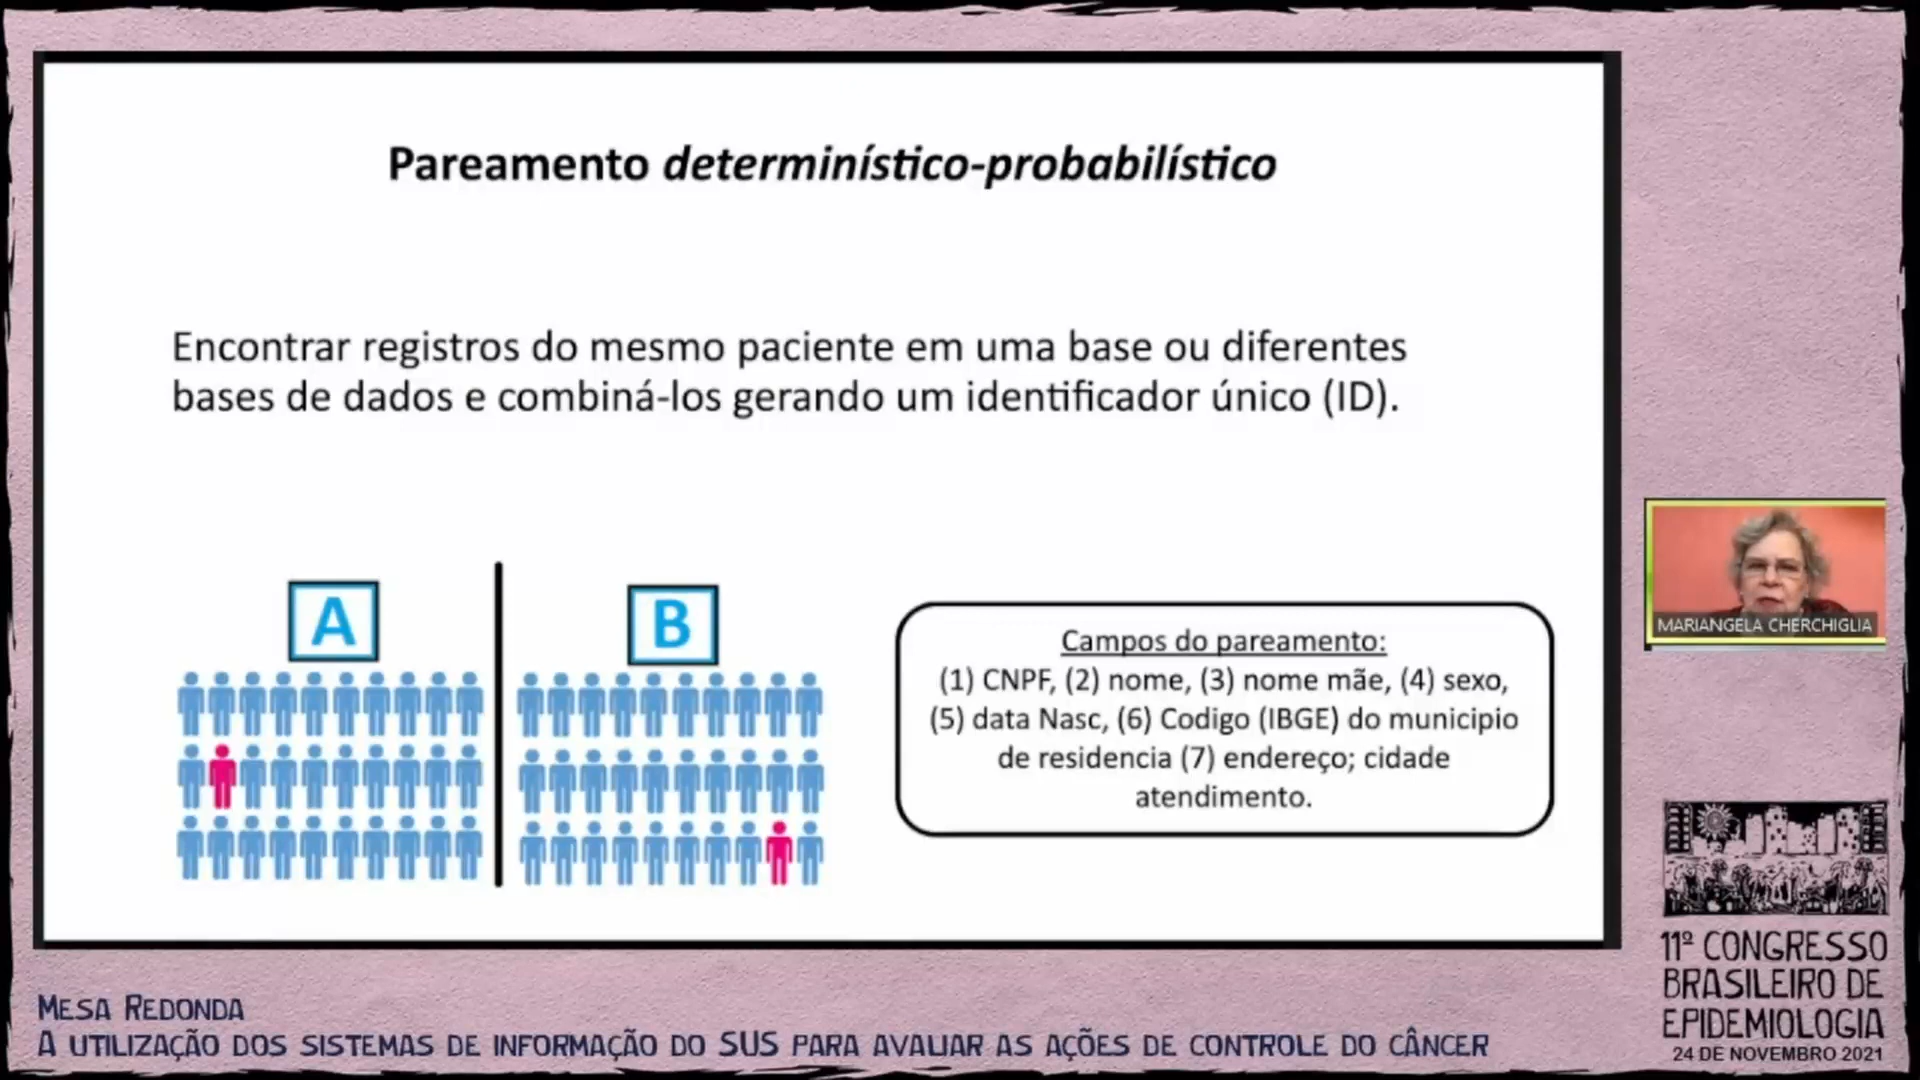 Pareamento determinístico-probabilístico
Encontrar registros do mesmo paciente em uma base ou diferentes
bases de dados e combiná-los gerando um identificador único (ID).
A
B
Campos do pareamento:
(1) CNPF, (2) nome, (3) nome mãe, (4) sexo,
(5) data Nasc, (6) Codigo (IBGE) do municipio
de residencia (7) endereço; cidade
atendimento.
MARIANGELA CHERCHIGLIA
11º CONGRESSO
BRASILEIRO DE
EPIDEMIOLOGIA
24 DE NOVEMBRO 2021
MESA REDONDA
A UTILIZAÇÃO DOS SISTEMAS DE INFORMAÇÃO DO SUS PARA AVALIAR AS AÇÕES DE CONTROLE DO CÂNCER